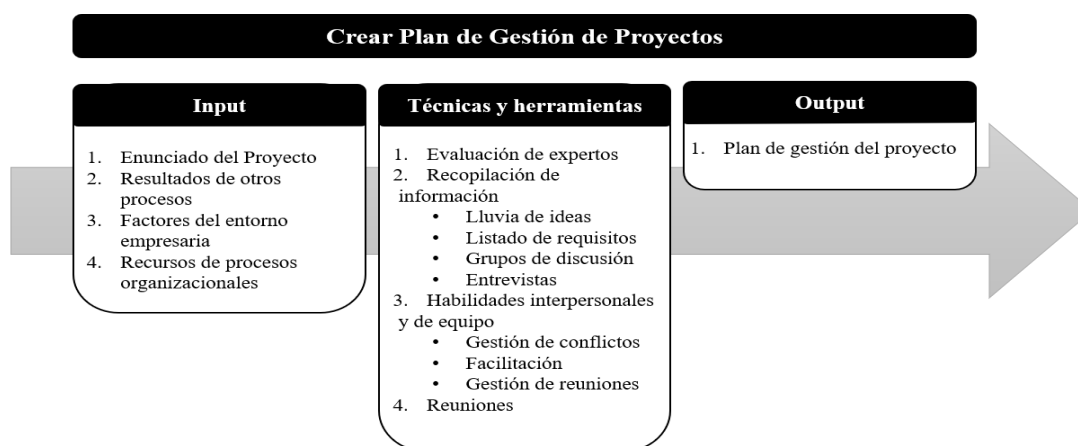 Crear Plan de Gestión de Proyectos
Input
1. Enunciado del Proyecto
2. Resultados de otros
procesos
3. Factores del entorno
empresaria
4. Recursos de procesos
organizacionales
Técnicas y herramientas
1. Evaluación de expertos
2. Recopilación de
información
• Lluvia de ideas
• Listado de requisitos
• Grupos de discusión
• Entrevistas
3. Habilidades interpersonales
y de equipo
• Gestión de conflictos
• Facilitación
• Gestión de reuniones
4. Reuniones
Output
1. Plan de gestión del proyecto